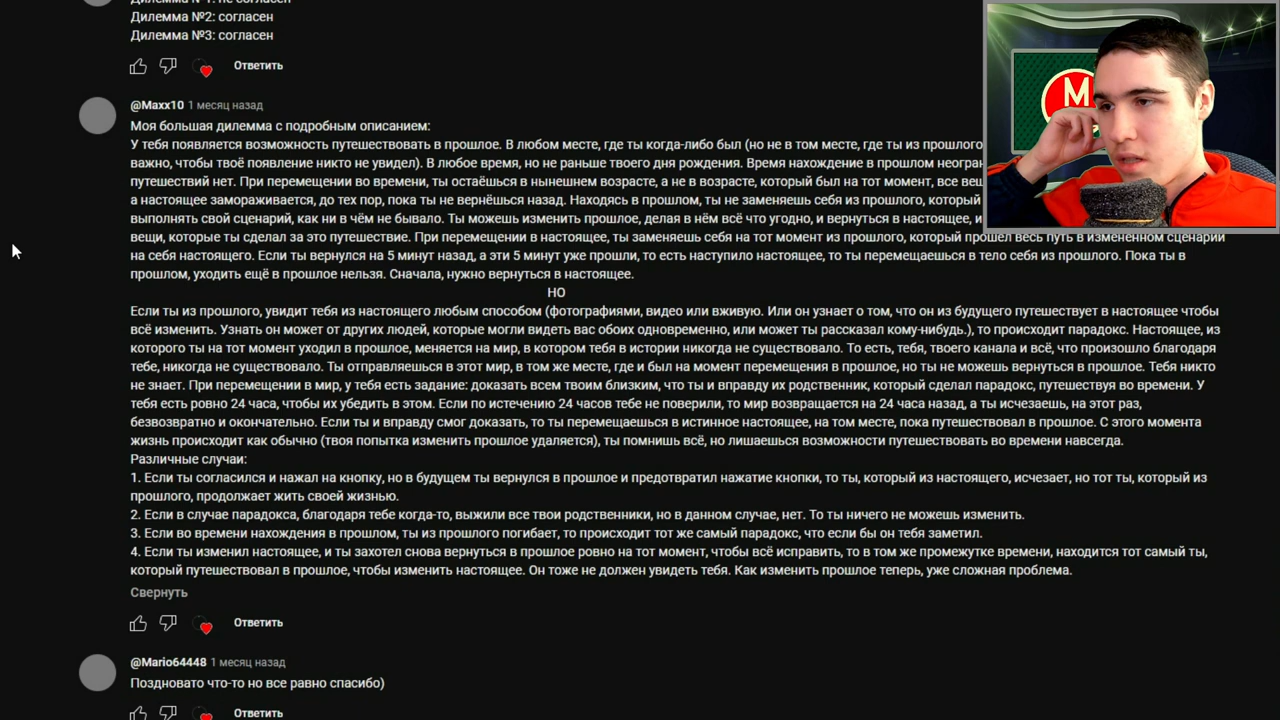 Дилемма №2: согласен
Дилемма №3: согласен
Ответить
@Maxx10 1 месяц назад
Моя большая дилемма с подробным описанием:
У тебя появляется возможность путешествовать в прошлое. В любом месте, где ты когда-либо был (но не в том месте, где ты из прошлого
важно, чтобы твоё появление никто не увидел). В любое время, но не раньше твоего дня рождения. Время нахождение в прошлом
путешествий нет. При перемещении во времени, ты остаёшься в нынешнем возрасте, а не в возрасте, который был на тот момент, все
а настоящее замораживается, до тех пор, пока ты не вернёшься назад. Находясь в прошлом, ты не заменяешь себя из прошлого, который
выполнять свой сценарий, как ни в чём не бывало. Ты можешь изменить прошлое, делая в нём всё что угодно, и вернуться в настоящее,
вещи, которые ты сделал за это путешествие. При перемещении в настоящее, ты заменяешь себя на тот момент из прошлого, который прошел весь путь в измененном сценарии
на себя настоящего. Если ты вернулся на 5 минут назад, а эти 5 минут уже прошли, то есть наступило настоящее, то ты перемещаешься в тело себя из прошлого. Пока ты в
прошлом, уходить ещё в прошлое нельзя. Сначала, нужно вернуться в настоящее.
НО
Если ты из прошлого, увидит тебя из настоящего любым способом (фотографиями, видео или вживую. Или он узнает о том, что он из будущего путешествует в настоящее чтобы
всё изменить. Узнать он может от других людей, которые могли видеть вас обоих одновременно, или может ты рассказал кому-нибудь.), то происходит парадокс. Настоящее, из
которого ты на тот момент уходил в прошлое, меняется на мир, в котором тебя в истории никогда не существовало. То есть, тебя, твоего канала и всё, что произошло благодаря
тебе, никогда не существовало. Ты отправляешься в этот мир, в том же месте, где и был на момент перемещения в прошлое, но ты не можешь вернуться в прошлое. Тебя никто
не знает. При перемещении в мир, у тебя есть задание: доказать всем твоим близким, что ты и вправду их родственник, который сделал парадокс, путешествуя во времени. У
тебя есть ровно 24 часа, чтобы их убедить в этом. Если по истечению 24 часов тебе не поверили, то мир возвращается на 24 часа назад, а ты исчезаешь, на этот раз,
безвозвратно и окончательно. Если ты и вправду смог доказать, то ты перемещаешься в истинное настоящее, на том месте, пока путешествовал в прошлое. С этого момента
жизнь происходит как обычно (твоя попытка изменить прошлое удаляется), ты помнишь всё, но лишаешься возможности путешествовать во времени навсегда.
Различные случаи:
1. Если ты согласился и нажал на кнопку, но в будущем ты вернулся в прошлое и предотвратил нажатие кнопки, то ты, который из настоящего, исчезает, но тот ты, который из
прошлого, продолжает жить своей жизнью.
2. Если в случае парадокса, благодаря тебе когда-то, выжили все твои родственники, но в данном случае, нет. То ты ничего не можешь изменить.
3. Если во времени нахождения в прошлом, ты из прошлого погибает, то происходит тот же самый парадокс, что если бы он тебя заметил.
4. Если ты изменил настоящее, и ты захотел снова вернуться в прошлое ровно на тот момент, чтобы всё исправить, то в том же промежутке времени, находится тот самый ты,
который путешествовал в прошлое, чтобы изменить настоящее. Он тоже не должен увидеть тебя. Как изменить прошлое теперь, уже сложная проблема.
Свернуть
Ответить
@Mario64448 1 месяц назад
Поздновато что-то но все равно спасибо)
Ответить
M